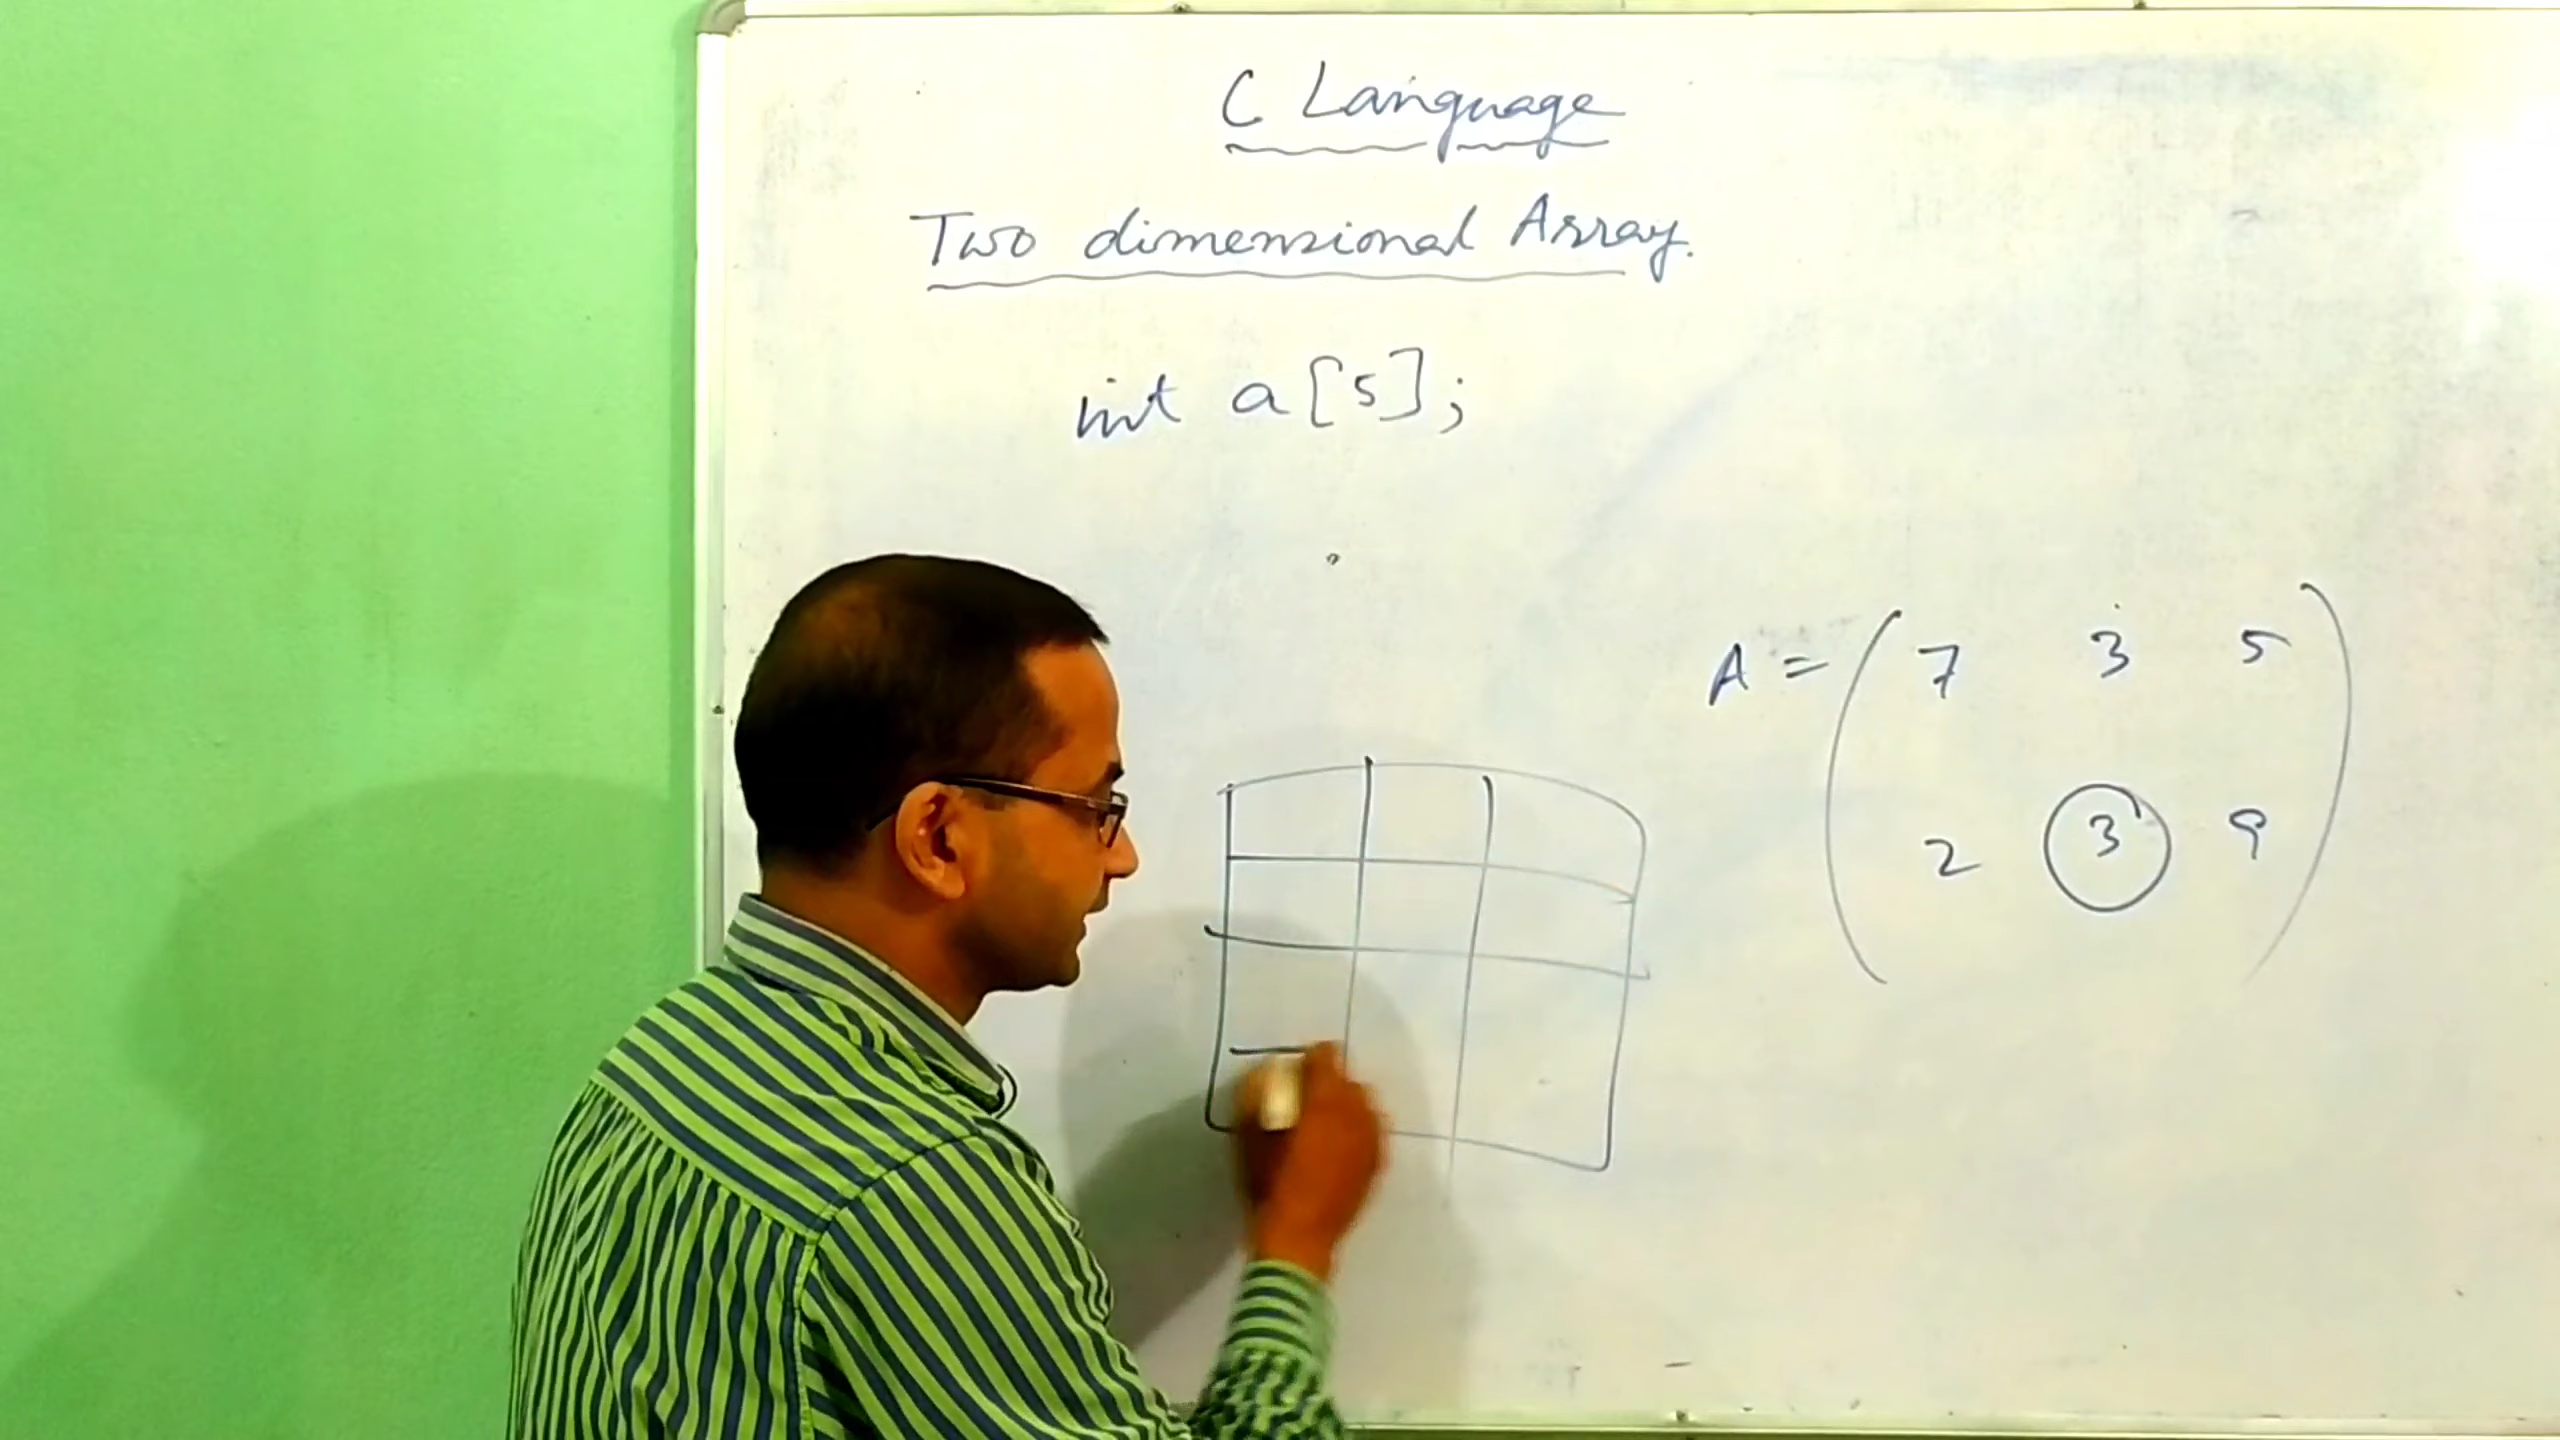 C Language
Two dimensional Array.
int a[5];
A = ( 7 3 5
2 3 9 )